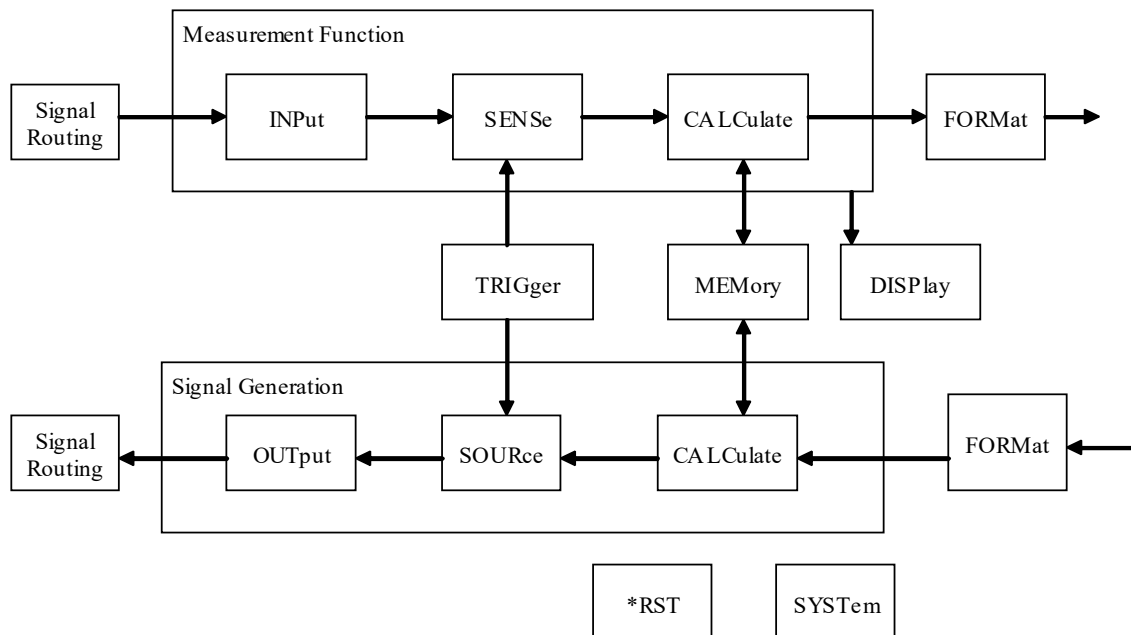 Measurement Function
Signal
Routing
INPut
SENSe
CALCulate
FORMat
TRIGger
MEMory
DISPlay
Signal Generation
Signal
Routing
OUTput
SOURce
CALCulate
FORMat
*RST
SYSTem